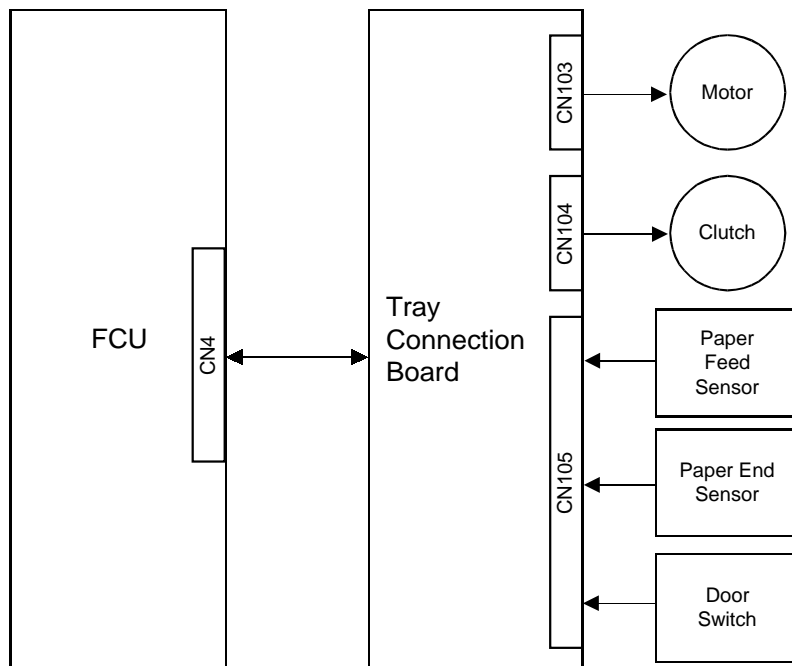 FCU
CN4
Tray
Connection
Board
CN103
Motor
CN104
Clutch
CN105
Paper
Feed
Sensor
Paper End
Sensor
Door
Switch